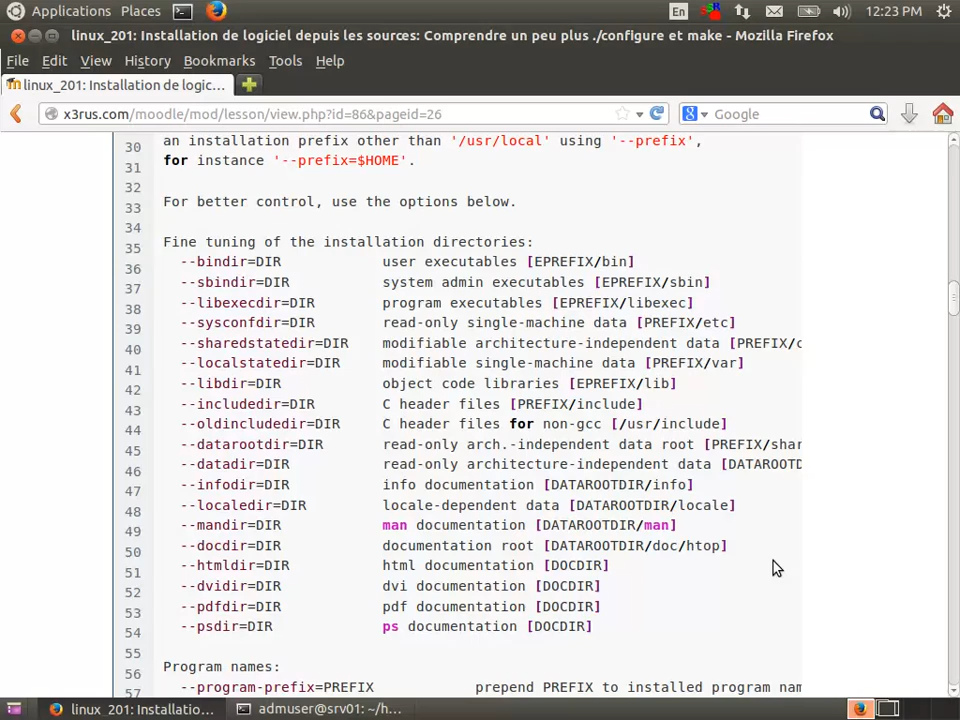 Applications Places En 12:23 PM
linux_201: Installation de logiciel depuis les sources: Comprendre un peu plus ./configure et make - Mozilla Firefox
File Edit View History Bookmarks Tools Help
linux_201: Installation de logic...
x3rus.com/moodle/mod/lesson/view.php?id=86&pageid=26 Google
30 an installation prefix other than '/usr/local' using '--prefix',
31 for instance '--prefix=$HOME'.
32
33 For better control, use the options below.
34
35 Fine tuning of the installation directories:
36 --bindir=DIR user executables [EPREFIX/bin]
37 --sbindir=DIR system admin executables [EPREFIX/sbin]
38 --libexecdir=DIR program executables [EPREFIX/libexec]
39 --sysconfdir=DIR read-only single-machine data [PREFIX/etc]
40 --sharedstatedir=DIR modifiable architecture-independent data [PREFIX/c
41 --localstatedir=DIR modifiable single-machine data [PREFIX/var]
42 --libdir=DIR object code libraries [EPREFIX/lib]
43 --includedir=DIR C header files [PREFIX/include]
44 --oldincludedir=DIR C header files for non-gcc [/usr/include]
45 --datarootdir=DIR read-only arch.-independent data root [PREFIX/shar
46 --datadir=DIR read-only architecture-independent data [DATAROOTD
47 --infodir=DIR info documentation [DATAROOTDIR/info]
48 --localedir=DIR locale-dependent data [DATAROOTDIR/locale]
49 --mandir=DIR man documentation [DATAROOTDIR/man]
50 --docdir=DIR documentation root [DATAROOTDIR/doc/htop]
51 --htmldir=DIR html documentation [DOCDIR]
52 --dvidir=DIR dvi documentation [DOCDIR]
53 --pdfdir=DIR pdf documentation [DOCDIR]
54 --psdir=DIR ps documentation [DOCDIR]
55
56 Program names:
57 --program-prefix=PREFIX prepend PREFIX to installed program nam
linux_201: Installatio... admuser@srv01: ~/h...